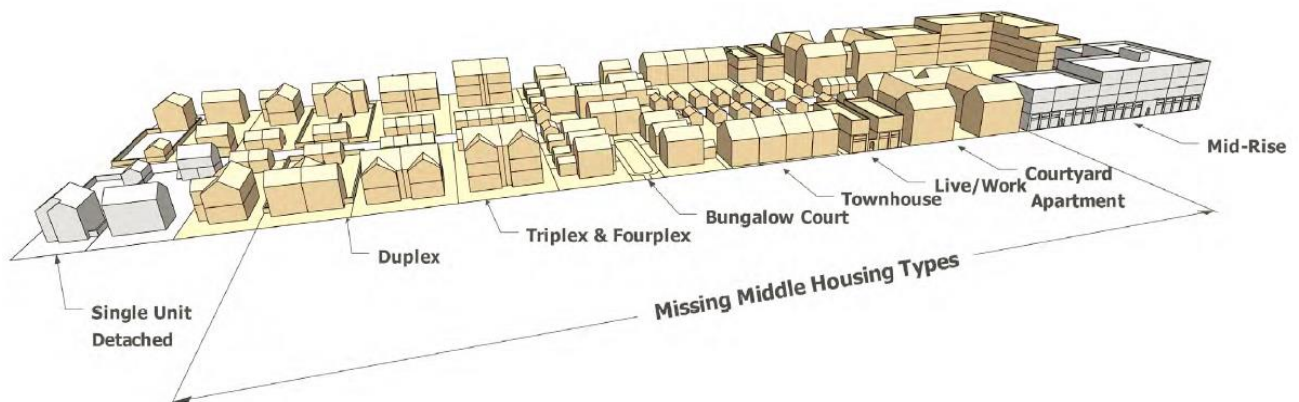 Single Unit
Detached
Duplex
Triplex & Fourplex
Bungalow Court
Townhouse
Live/Work
Courtyard
Apartment
Mid-Rise
Missing Middle Housing Types